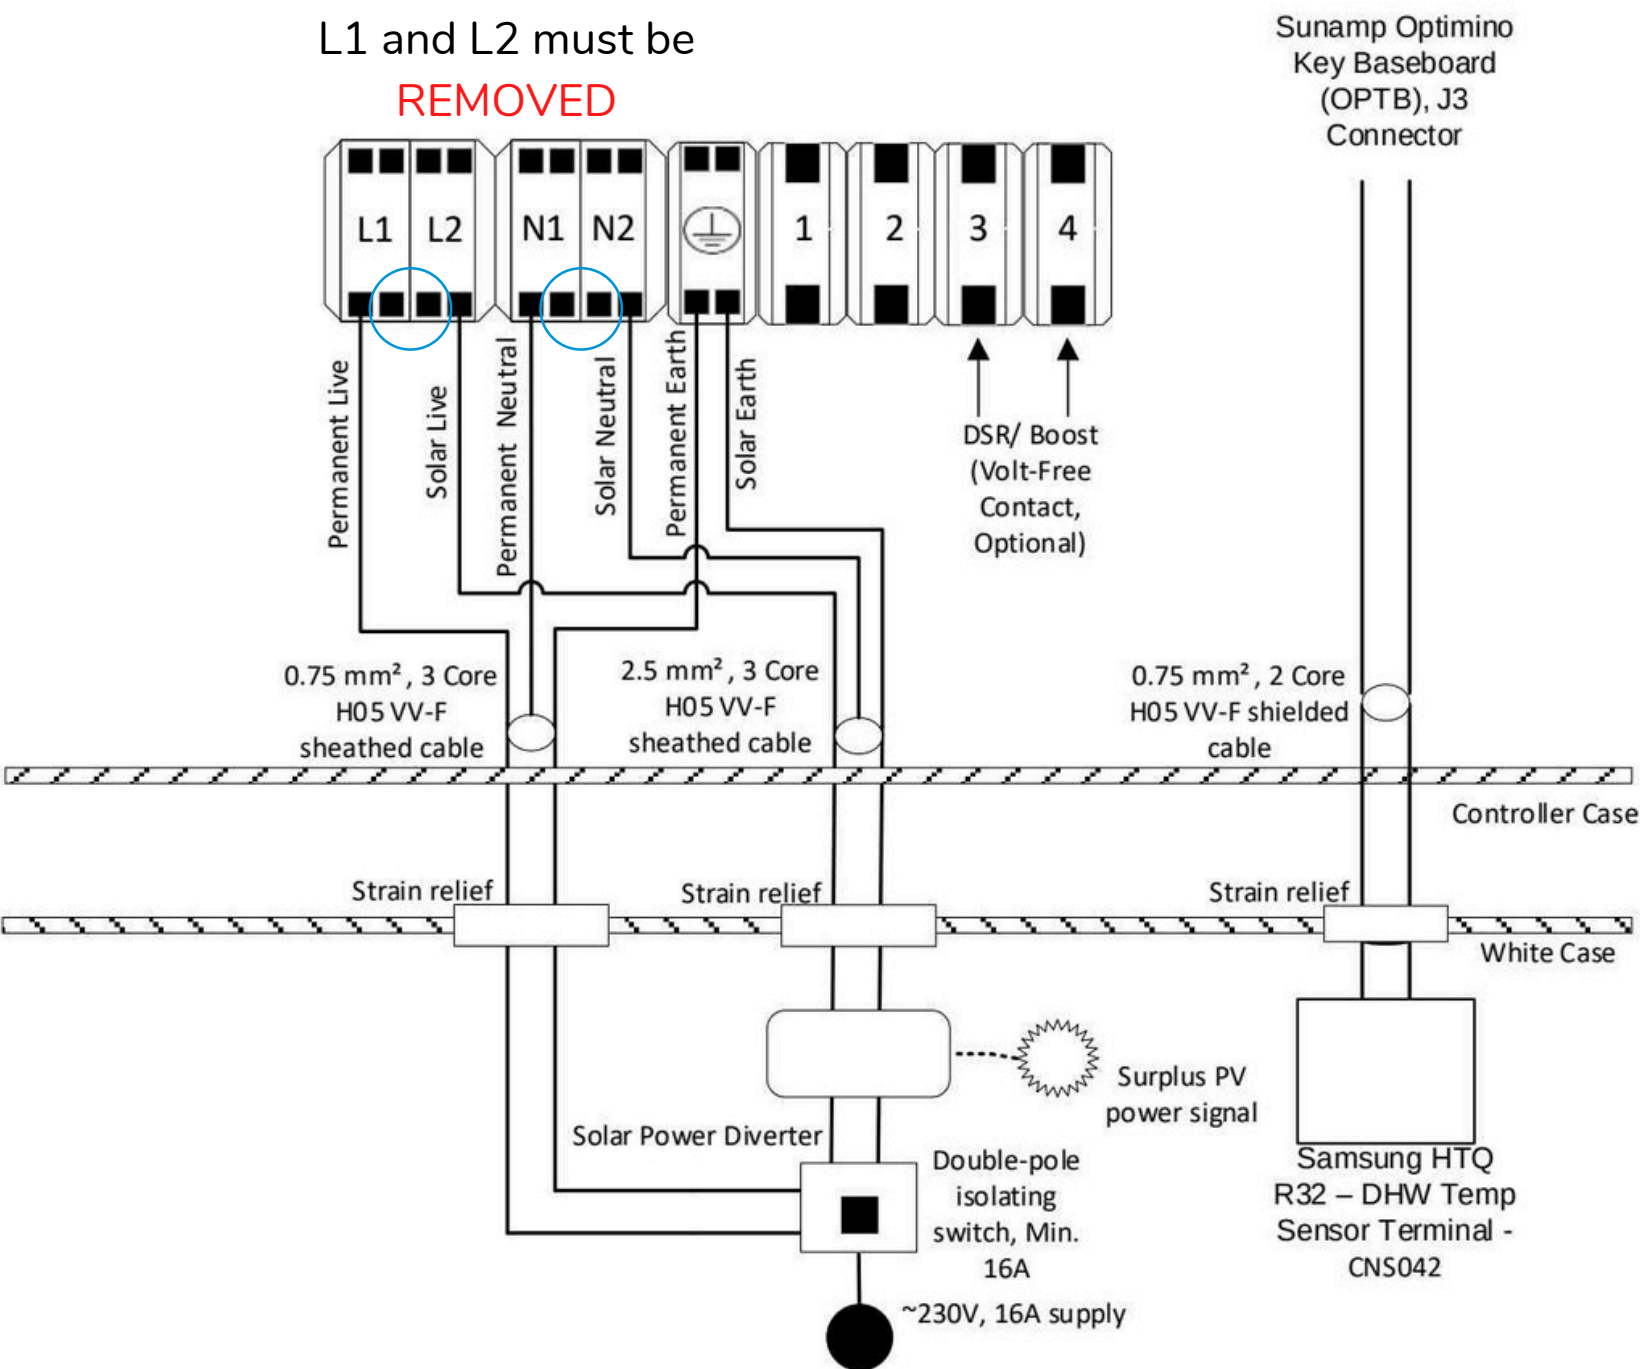 L1 and L2 must be
REMOVED
Sunamp Optimino
Key Baseboard
(OPTB), J3
Connector
L1
L2
N1
N2
1
2
3
4
Permanent Live
Solar Live
Permanent Neutral
Solar Neutral
Permanent Earth
Solar Earth
DSR/ Boost
(Volt-Free
Contact,
Optional)
0.75 mm², 3 Core
H05 VV-F
sheathed cable
2.5 mm², 3 Core
H05 VV-F
sheathed cable
0.75 mm², 2 Core
H05 VV-F shielded
cable
Controller Case
Strain relief
Strain relief
Strain relief
White Case
Surplus PV
power signal
Solar Power Diverter
Double-pole
isolating
switch, Min.
16A
~230V, 16A supply
Samsung HTQ
R32 – DHW Temp
Sensor Terminal -
CNS042